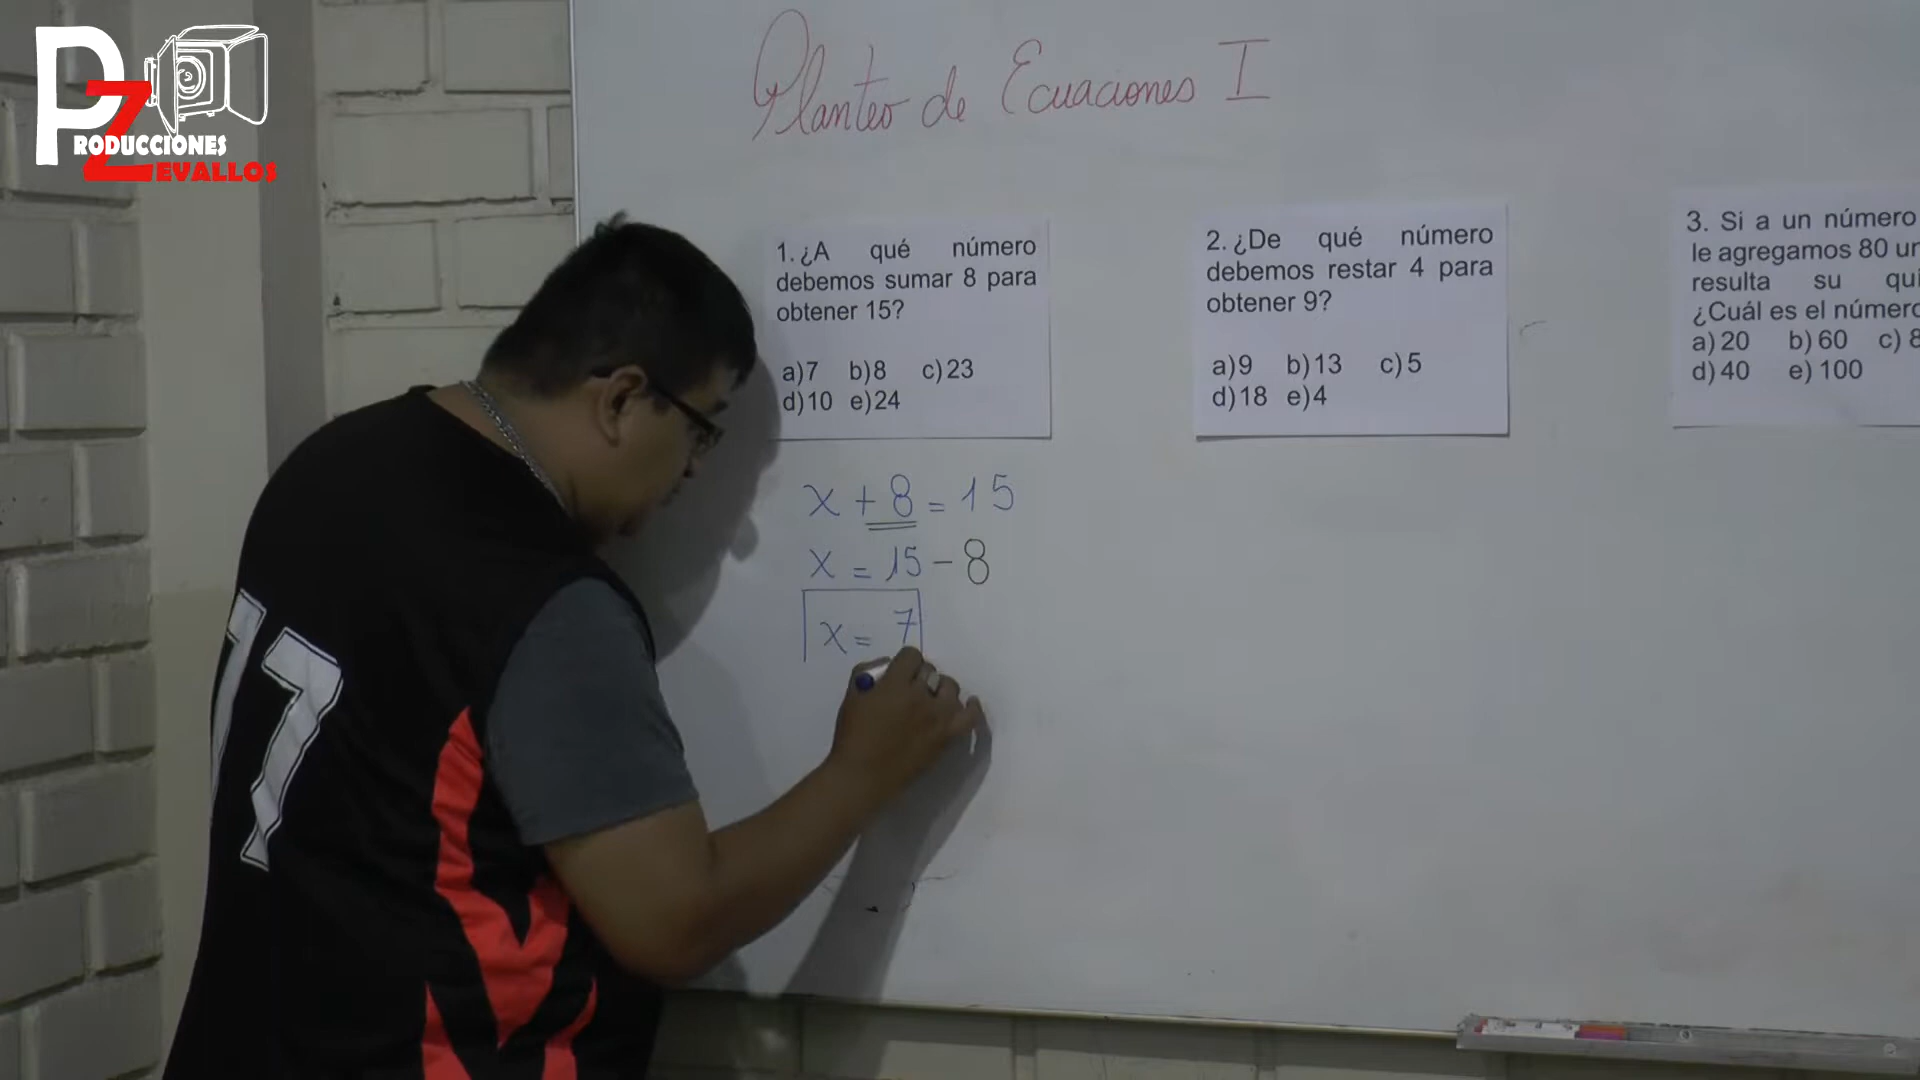 PRODUCCIONES
ZEVALLOS
Planteo de Ecuaciones I
1. ¿A qué número
debemos sumar 8 para
obtener 15?
a) 7 b) 8 c) 23
d) 10 e) 24
2. ¿De qué número
debemos restar 4 para
obtener 9?
a) 9 b) 13 c) 5
d) 18 e) 4
3. Si a un número
le agregamos 80
resulta su
¿Cuál es el número
a) 20 b) 60 c)
d) 40 e) 100
x + 8 = 15
x = 15 - 8
x = 7
77